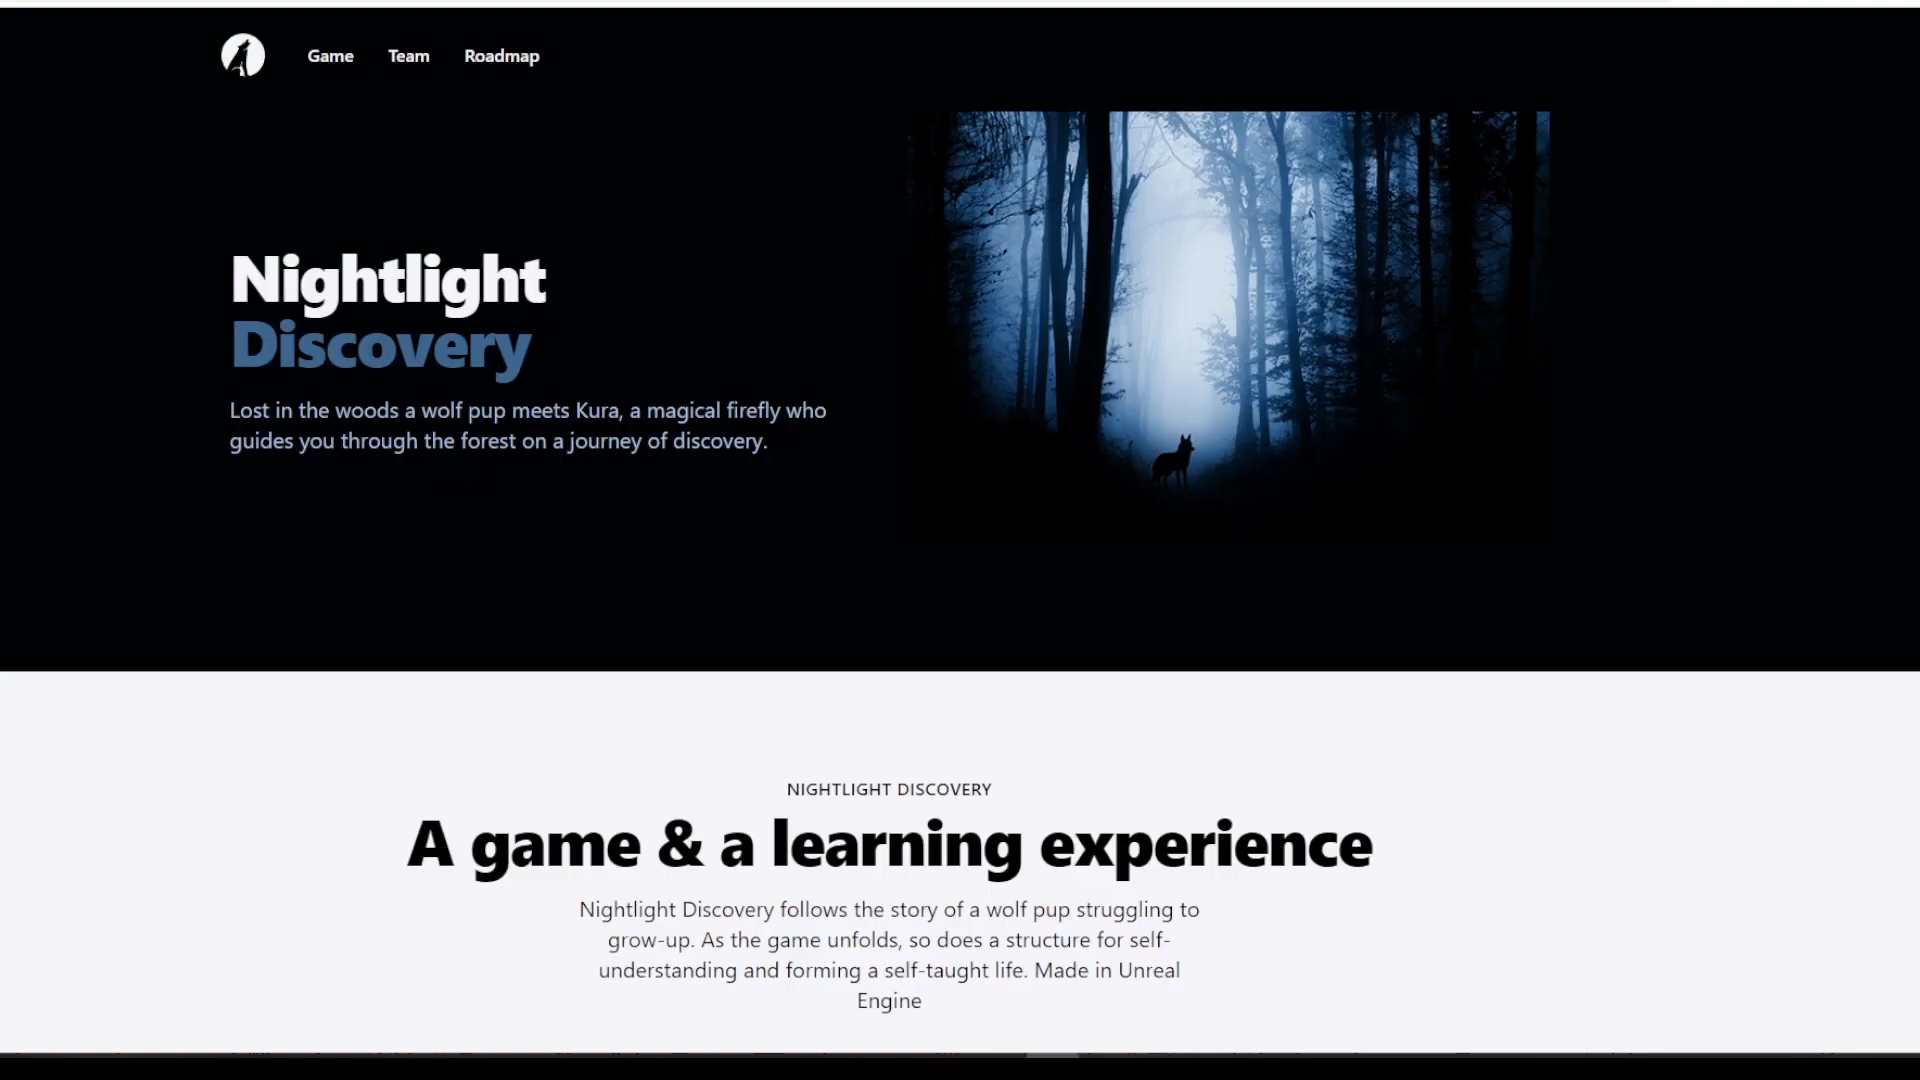 Game Team Roadmap
Nightlight
Discovery
Lost in the woods a wolf pup meets Kura, a magical firefly who
guides you through the forest on a journey of discovery.
NIGHTLIGHT DISCOVERY
A game & a learning experience
Nightlight Discovery follows the story of a wolf pup struggling to
grow-up. As the game unfolds, so does a structure for self-
understanding and forming a self-taught life. Made in Unreal
Engine